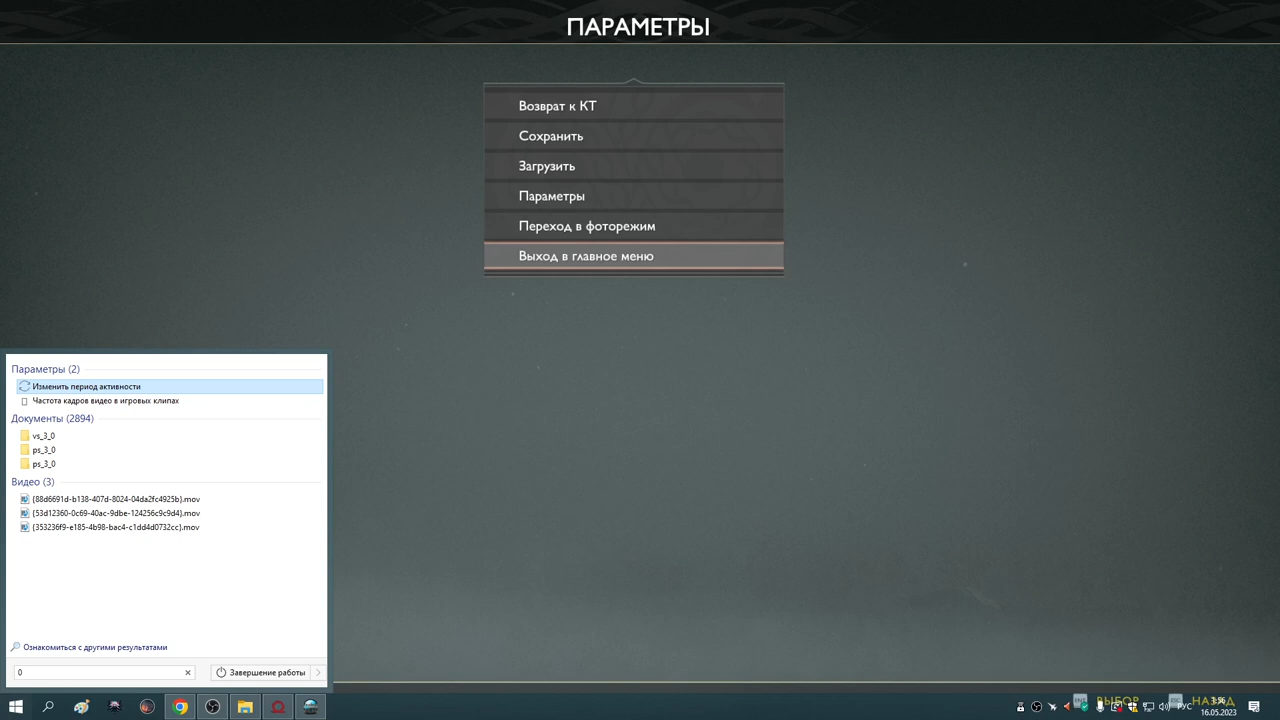 ПАРАМЕТРЫ
Возврат к КТ
Сохранить
Загрузить
Параметры
Переход в фоторежим
Выход в главное меню
Параметры (2)
Изменить период активности
Частота кадров видео в игровых клипах
Документы (2894)
vs_3_0
ps_3_0
ps_3_0
Видео (3)
{88d6691d-b138-407d-8024-04da2fc4925b}.mov
{53d12360-0c69-40ac-9dbe-124256c9c9d4}.mov
{353236f9-e185-4b98-bac4-c1dd4d0732cc}.mov
Ознакомиться с другими результатами
0
Завершение работы
ВЫБОР
НАЗАД
РУС
3:56
16.05.2023